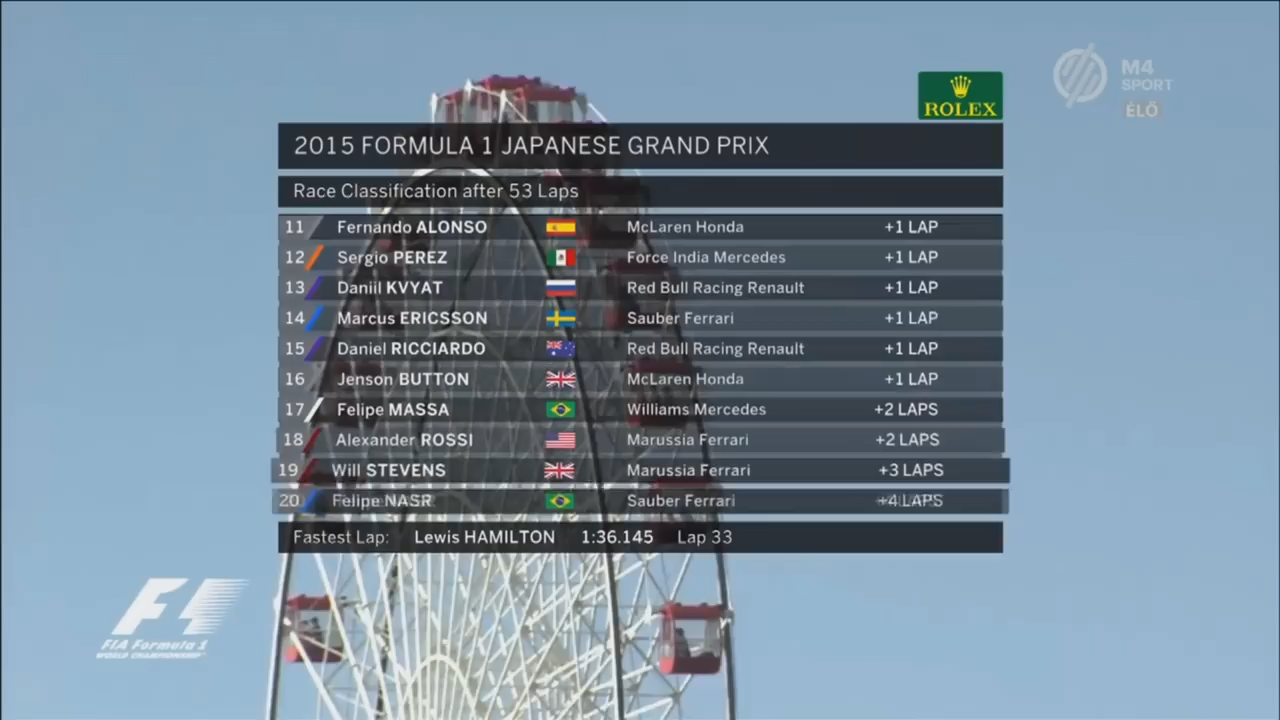 M4
SPORT
ÉLŐ
ROLEX
2015 FORMULA 1 JAPANESE GRAND PRIX
Race Classification after 53 Laps
11 Fernando ALONSO McLaren Honda +1 LAP
12 Sergio PEREZ Force India Mercedes +1 LAP
13 Daniil KVYAT Red Bull Racing Renault +1 LAP
14 Marcus ERICSSON Sauber Ferrari +1 LAP
15 Daniel RICCIARDO Red Bull Racing Renault +1 LAP
16 Jenson BUTTON McLaren Honda +1 LAP
17 Felipe MASSA Williams Mercedes +2 LAPS
18 Alexander ROSSI Marussia Ferrari +2 LAPS
19 Will STEVENS Marussia Ferrari +3 LAPS
20 Felipe NASR Sauber Ferrari +4 LAPS
Fastest Lap: Lewis HAMILTON 1:36.145 Lap 33
F1
FIA Formula 1
WORLD CHAMPIONSHIP